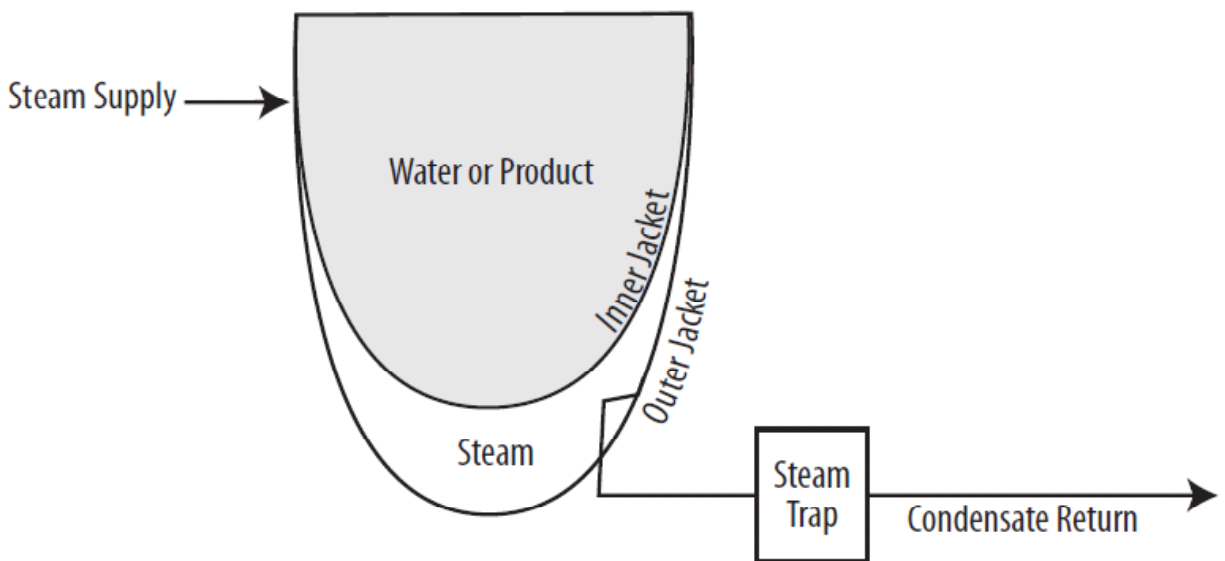 Steam Supply
Water or Product
Inner Jacket
Outer Jacket
Steam
Steam
Trap
Condensate Return